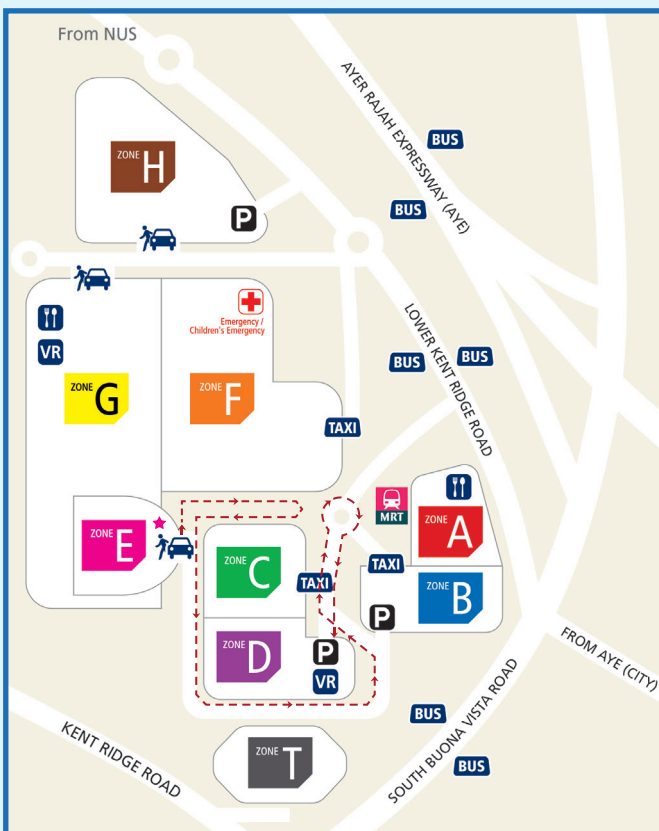 From NUS
AYER RAJAH EXPRESSWAY (AYE)
BUS
ZONE H
BUS
P
Emergency /
Children's Emergency
VR
LOWER KENT RIDGE ROAD
BUS
BUS
ZONE G
ZONE F
TAXI
MRT
ZONE A
ZONE E
ZONE C
TAXI
TAXI
ZONE B
P
ZONE D
P
VR
FROM AYE (CITY)
SOUTH BUONA VISTA ROAD
BUS
BUS
KENT RIDGE ROAD
ZONE T